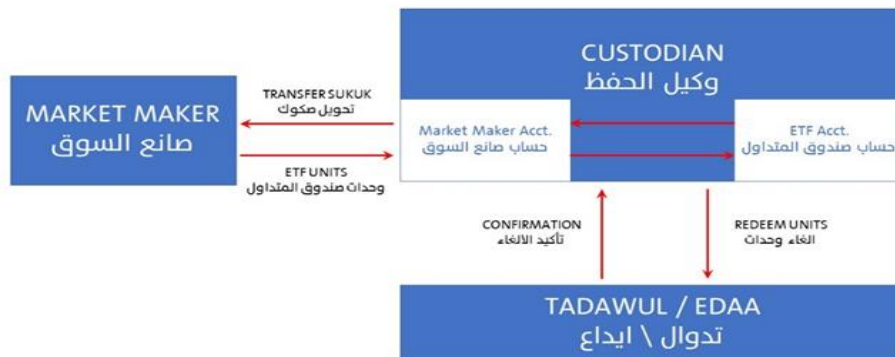 CUSTODIAN
وكيل الحفظ
MARKET MAKER
صانع السوق
TRANSFER SUKUK
تحويل صكوك
Market Maker Acct.
حساب صانع السوق
ETF Acct.
حساب صندوق المتداول
ETF UNITS
وحدات صندوق المتداول
CONFIRMATION
تأكيد الالغاء
REDEEM UNITS
الغاء وحدات
TADAWUL / EDAA
تدوال \ ايداع